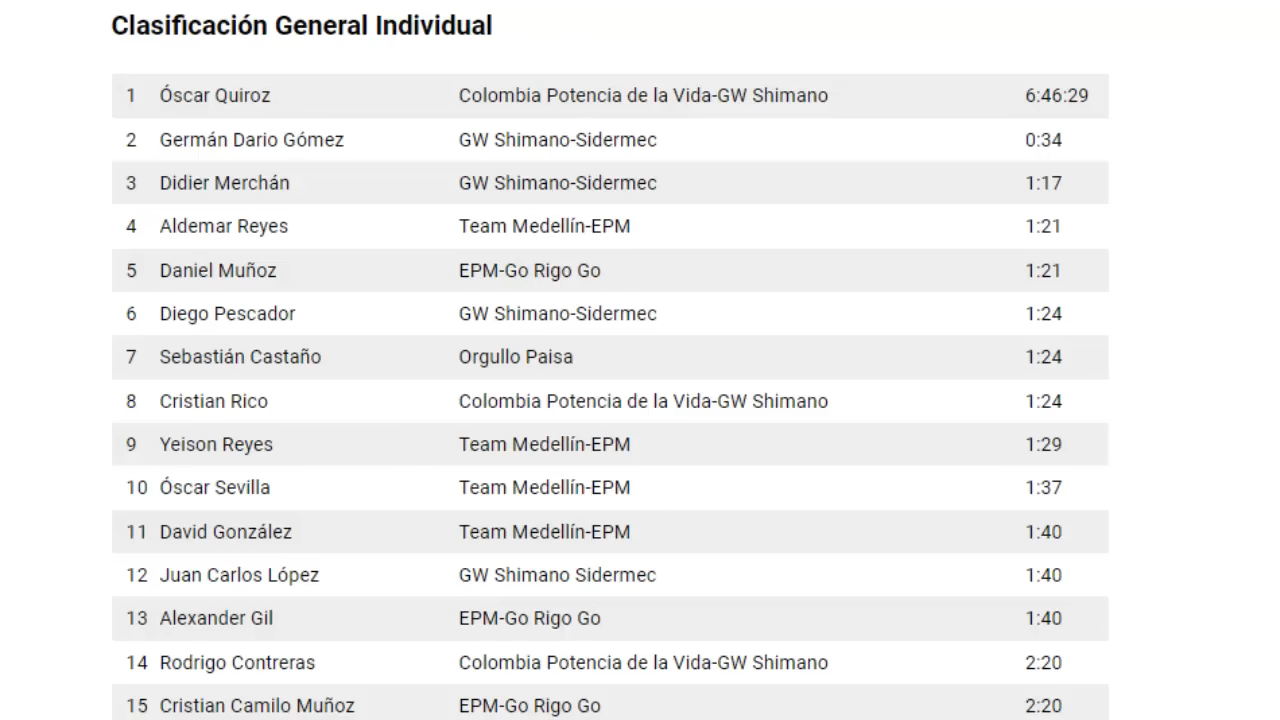 Clasificación General Individual
1 Óscar Quiroz Colombia Potencia de la Vida-GW Shimano 6:46:29
2 Germán Dario Gómez GW Shimano-Sidermec 0:34
3 Didier Merchán GW Shimano-Sidermec 1:17
4 Aldemar Reyes Team Medellín-EPM 1:21
5 Daniel Muñoz EPM-Go Rigo Go 1:21
6 Diego Pescador GW Shimano-Sidermec 1:24
7 Sebastián Castaño Orgullo Paisa 1:24
8 Cristian Rico Colombia Potencia de la Vida-GW Shimano 1:24
9 Yeison Reyes Team Medellín-EPM 1:29
10 Óscar Sevilla Team Medellín-EPM 1:37
11 David González Team Medellín-EPM 1:40
12 Juan Carlos López GW Shimano Sidermec 1:40
13 Alexander Gil EPM-Go Rigo Go 1:40
14 Rodrigo Contreras Colombia Potencia de la Vida-GW Shimano 2:20
15 Cristian Camilo Muñoz EPM-Go Rigo Go 2:20